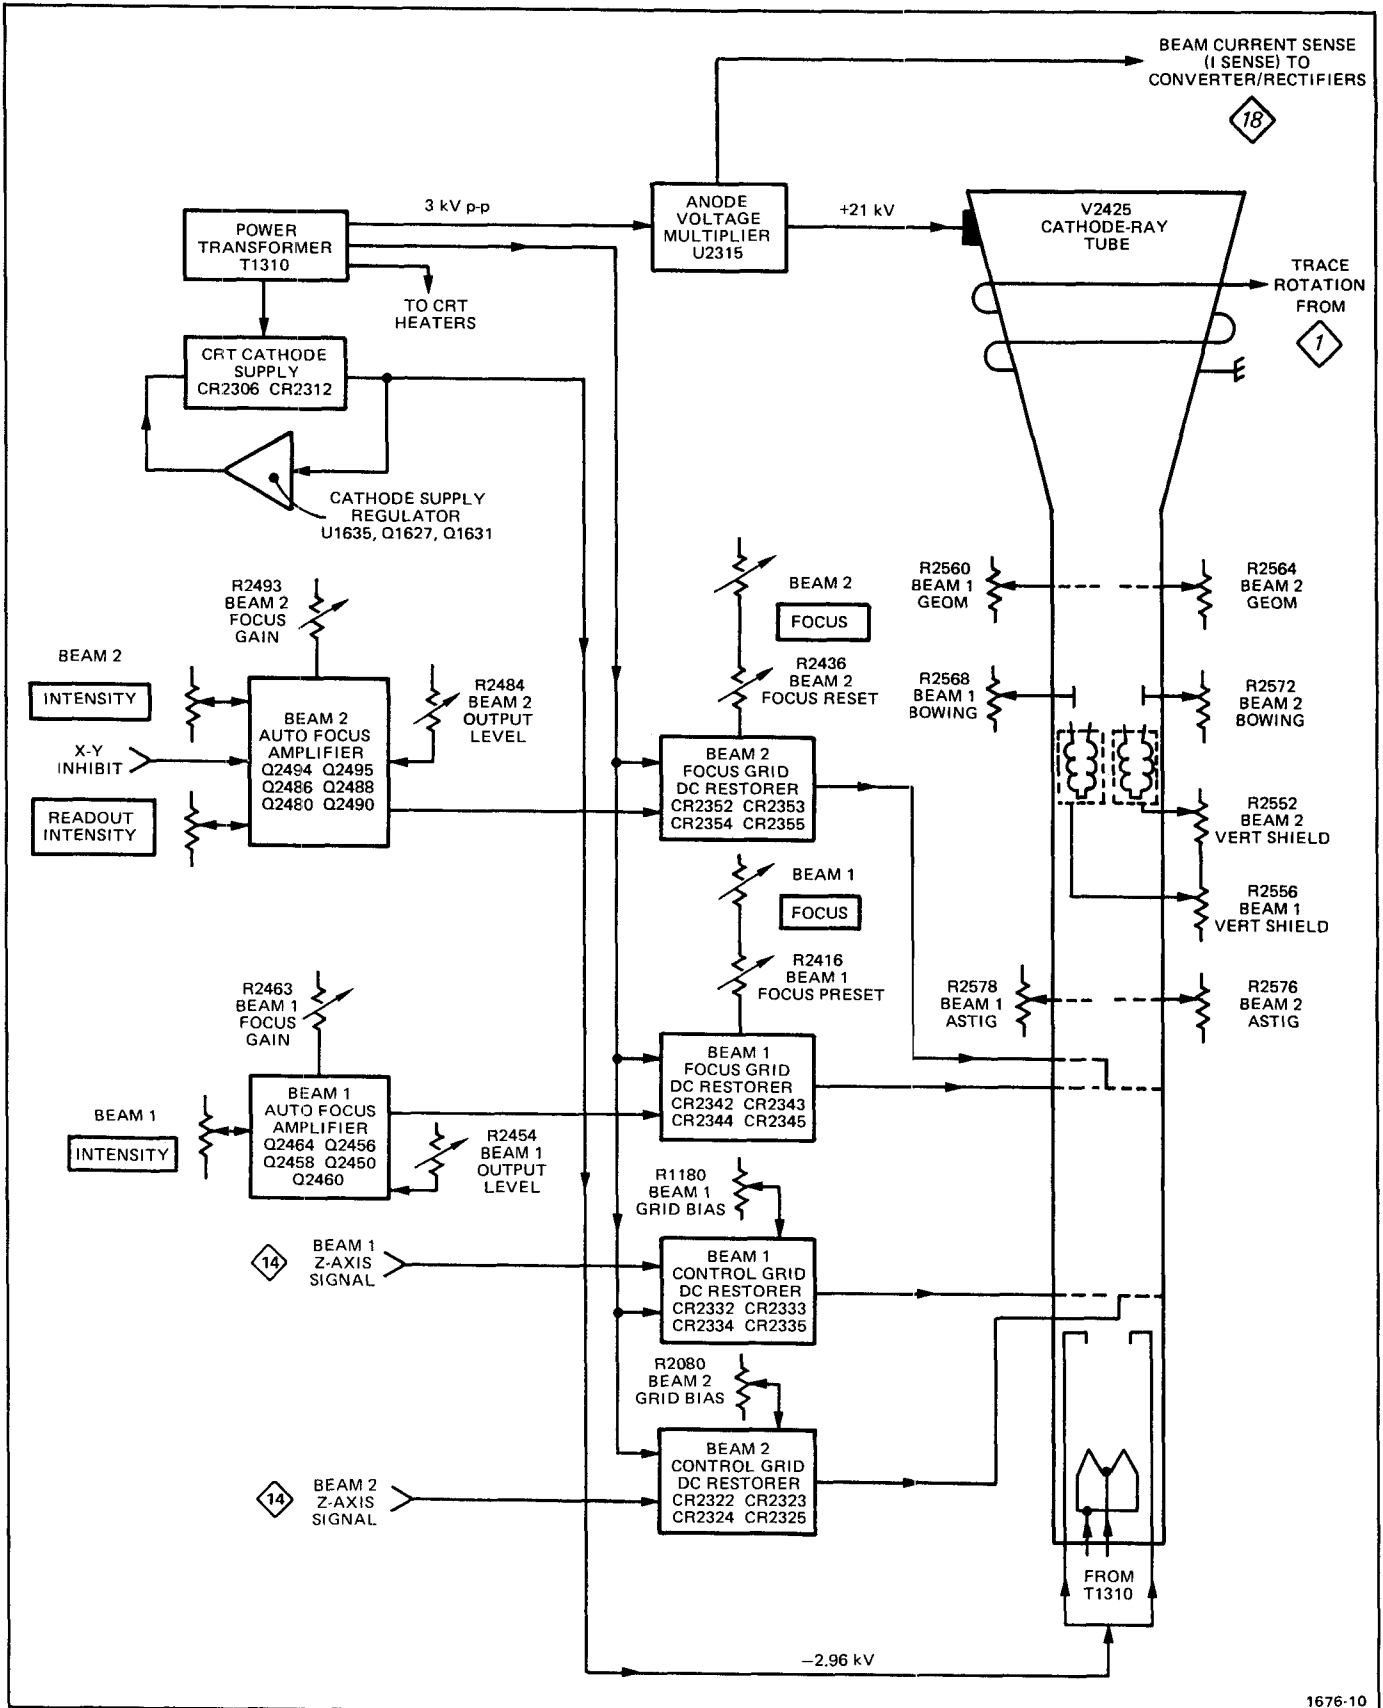 BEAM CURRENT SENSE
(I SENSE) TO
CONVERTER/RECTIFIERS
18
POWER
TRANSFORMER
T1310
3 kV p-p
ANODE
VOLTAGE
MULTIPLIER
U2315
+21 kV
V2425
CATHODE-RAY
TUBE
TO CRT
HEATERS
TRACE
ROTATION
FROM
1
CRT CATHODE
SUPPLY
CR2306 CR2312
CATHODE SUPPLY
REGULATOR
U1635, Q1627, Q1631
R2493
BEAM 2
FOCUS
GAIN
BEAM 2
FOCUS
R2560
BEAM 1
GEOM
R2564
BEAM 2
GEOM
BEAM 2
INTENSITY
X-Y
INHIBIT
READOUT
INTENSITY
BEAM 2
AUTO FOCUS
AMPLIFIER
Q2494 Q2495
Q2486 Q2488
Q2480 Q2490
R2484
BEAM 2
OUTPUT
LEVEL
R2436
BEAM 2
FOCUS RESET
R2568
BEAM 1
BOWING
R2572
BEAM 2
BOWING
BEAM 2
FOCUS GRID
DC RESTORER
CR2352 CR2353
CR2354 CR2355
R2552
BEAM 2
VERT SHIELD
BEAM 1
FOCUS
R2556
BEAM 1
VERT SHIELD
R2463
BEAM 1
FOCUS
GAIN
R2416
BEAM 1
FOCUS PRESET
R2578
BEAM 1
ASTIG
R2576
BEAM 2
ASTIG
BEAM 1
INTENSITY
BEAM 1
AUTO FOCUS
AMPLIFIER
Q2464 Q2456
Q2458 Q2450
Q2460
R2454
BEAM 1
OUTPUT
LEVEL
BEAM 1
FOCUS GRID
DC RESTORER
CR2342 CR2343
CR2344 CR2345
R1180
BEAM 1
GRID BIAS
14
BEAM 1
Z-AXIS
SIGNAL
BEAM 1
CONTROL GRID
DC RESTORER
CR2332 CR2333
CR2334 CR2335
R2080
BEAM 2
GRID BIAS
14
BEAM 2
Z-AXIS
SIGNAL
BEAM 2
CONTROL GRID
DC RESTORER
CR2322 CR2323
CR2324 CR2325
FROM
T1310
−2.96 kV
1676-10